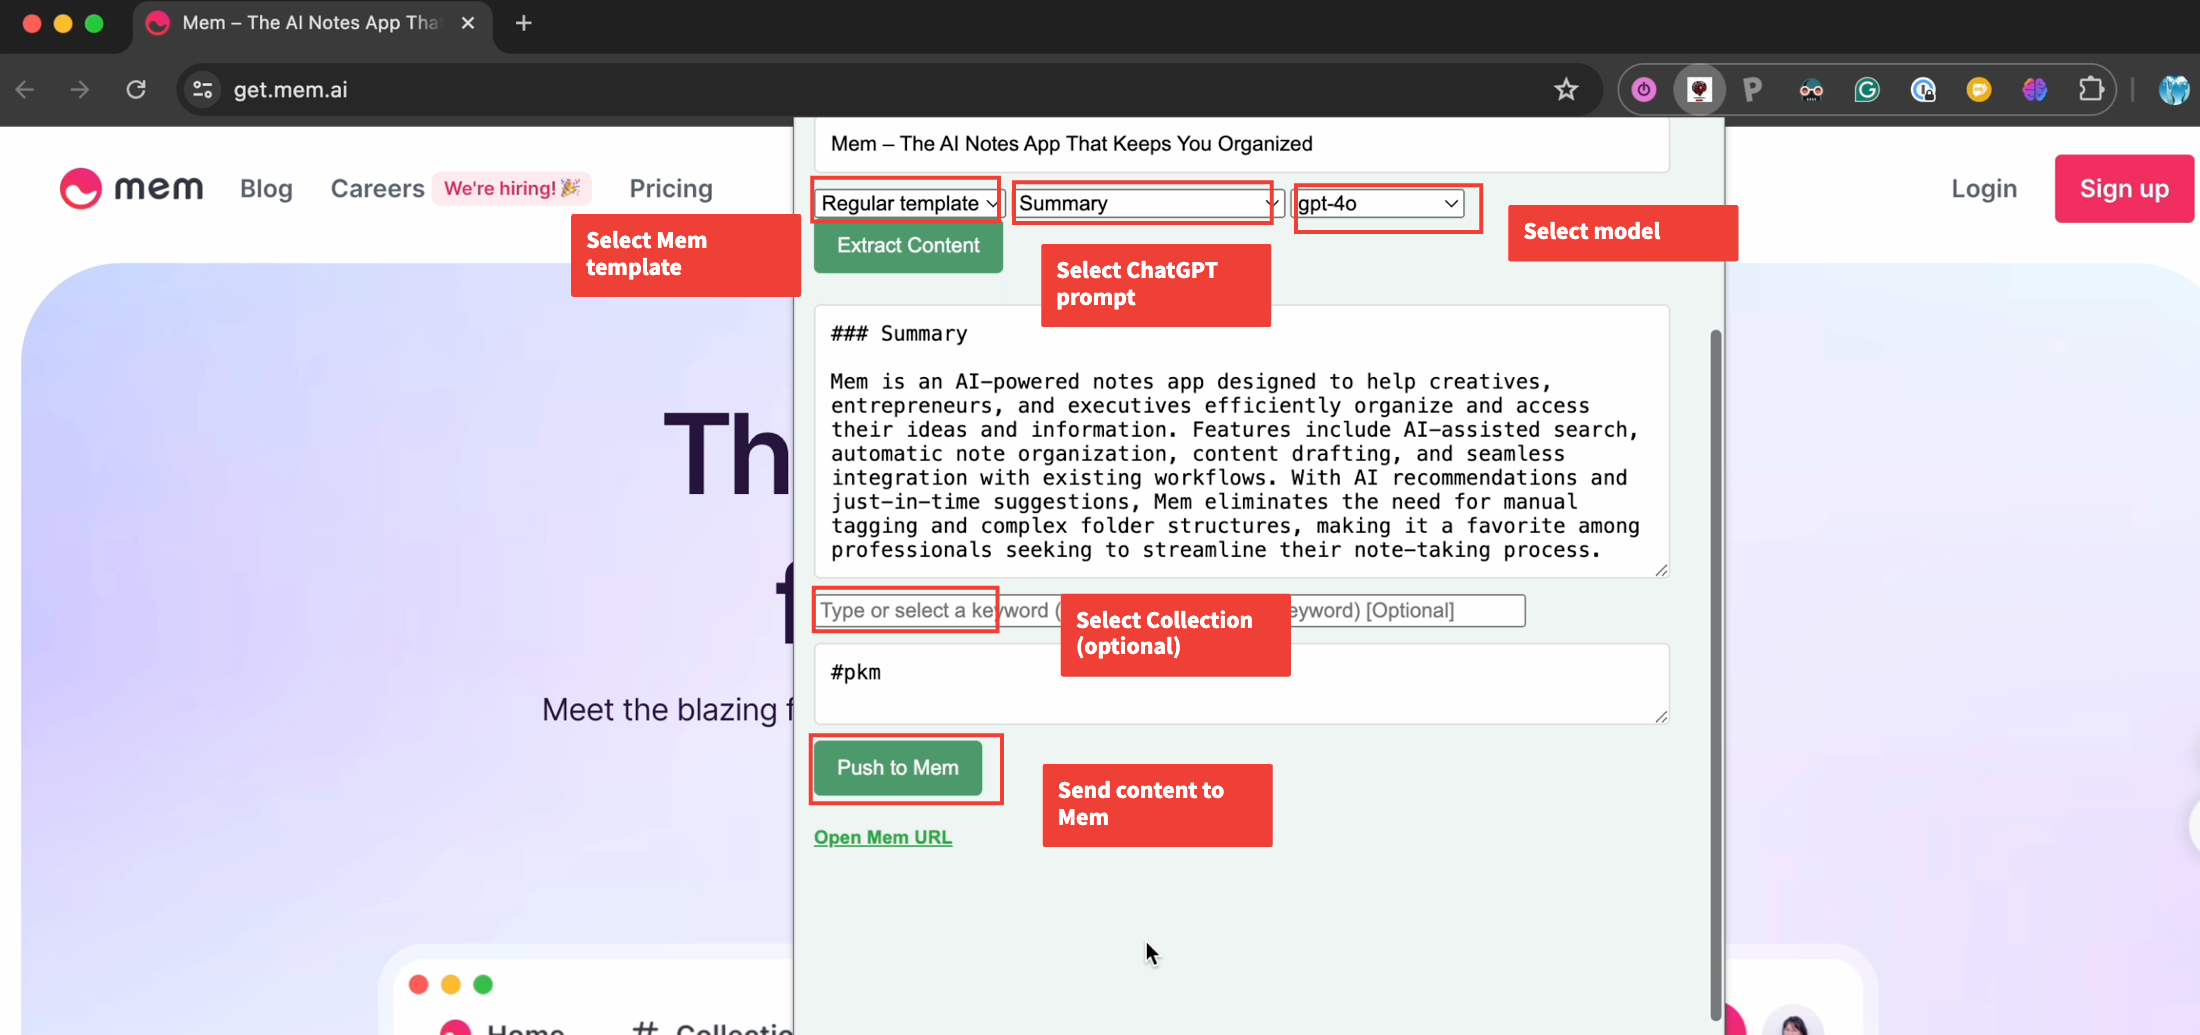 Mem – The AI Notes App Tha
get.mem.ai
Mem – The AI Notes App That Keeps You Organized
mem Blog Careers We're hiring! 🎉 Pricing
Login Sign up
Regular template Summary gpt-4o
Select Mem
template
Extract Content
Select ChatGPT
prompt
Select model
### Summary
Mem is an AI-powered notes app designed to help creatives,
entrepreneurs, and executives efficiently organize and access
their ideas and information. Features include AI-assisted search,
automatic note organization, content drafting, and seamless
integration with existing workflows. With AI recommendations and
just-in-time suggestions, Mem eliminates the need for manual
tagging and complex folder structures, making it a favorite among
professionals seeking to streamline their note-taking process.
Th
f
Type or select a keyword ( eyword) [Optional]
Select Collection
(optional)
#pkm
Meet the blazing f
Push to Mem
Send content to
Mem
Open Mem URL
Home # Collectio